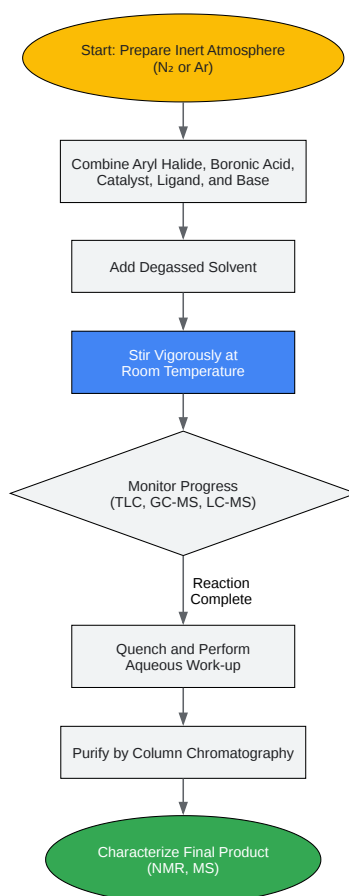 Start: Prepare Inert Atmosphere
(N₂ or Ar)
Combine Aryl Halide, Boronic Acid,
Catalyst, Ligand, and Base
Add Degassed Solvent
Stir Vigorously at
Room Temperature
Monitor Progress
(TLC, GC-MS, LC-MS)
Reaction
Complete
Quench and Perform
Aqueous Work-up
Purify by Column Chromatography
Characterize Final Product
(NMR, MS)